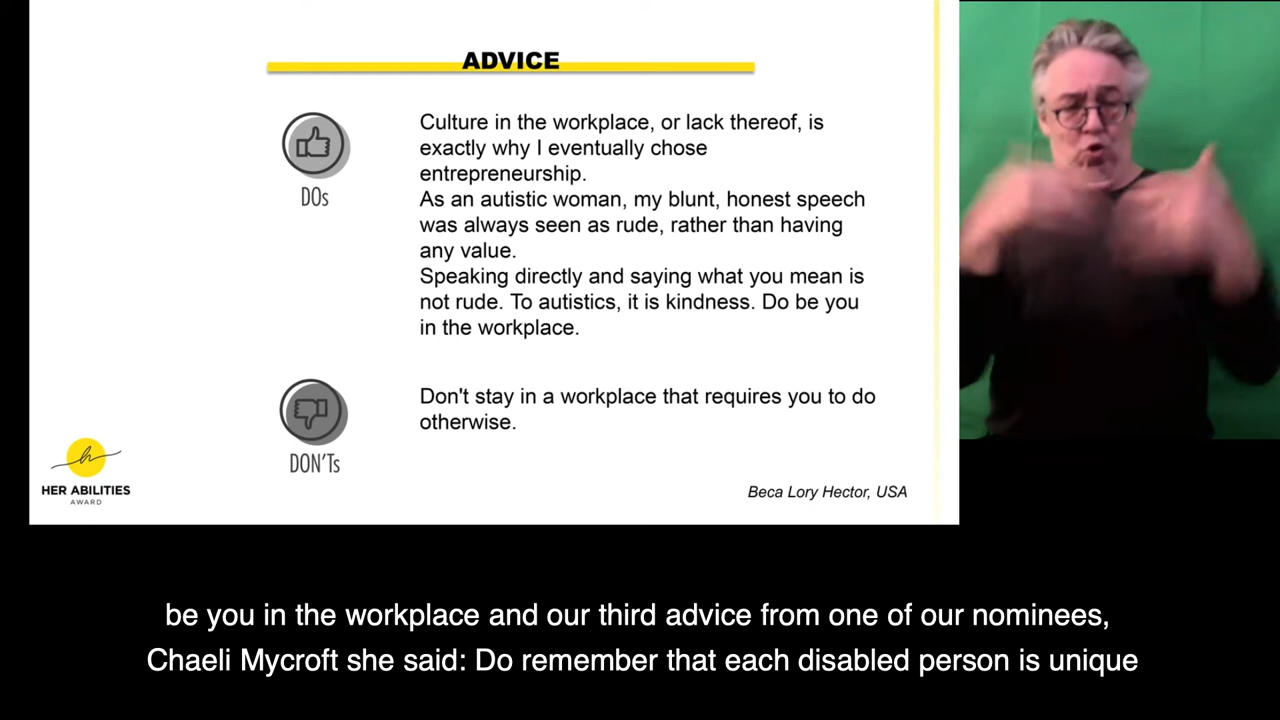 ADVICE
Culture in the workplace, or lack thereof, is
exactly why I eventually chose
entrepreneurship.
As an autistic woman, my blunt, honest speech
was always seen as rude, rather than having
any value.
Speaking directly and saying what you mean is
not rude. To autistics, it is kindness. Do be you
in the workplace.
DOs
Don't stay in a workplace that requires you to do
otherwise.
DON'Ts
h
HER ABILITIES
AWARD
Beca Lory Hector, USA
be you in the workplace and our third advice from one of our nominees,
Chaeli Mycroft she said: Do remember that each disabled person is unique